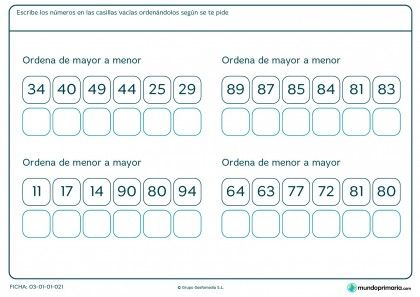 Escribe los números en las casillas vacías ordenándolos según se te pide
Ordena de mayor a menor
34 40 49 44 25 29
Ordena de mayor a menor
89 87 85 84 81 83
Ordena de menor a mayor
11 17 14 90 80 94
Ordena de menor a mayor
64 63 77 72 81 80
FICHA: 03-01-01-021
© Grupo Gesfomedia S.L.
mundoprimaria.com